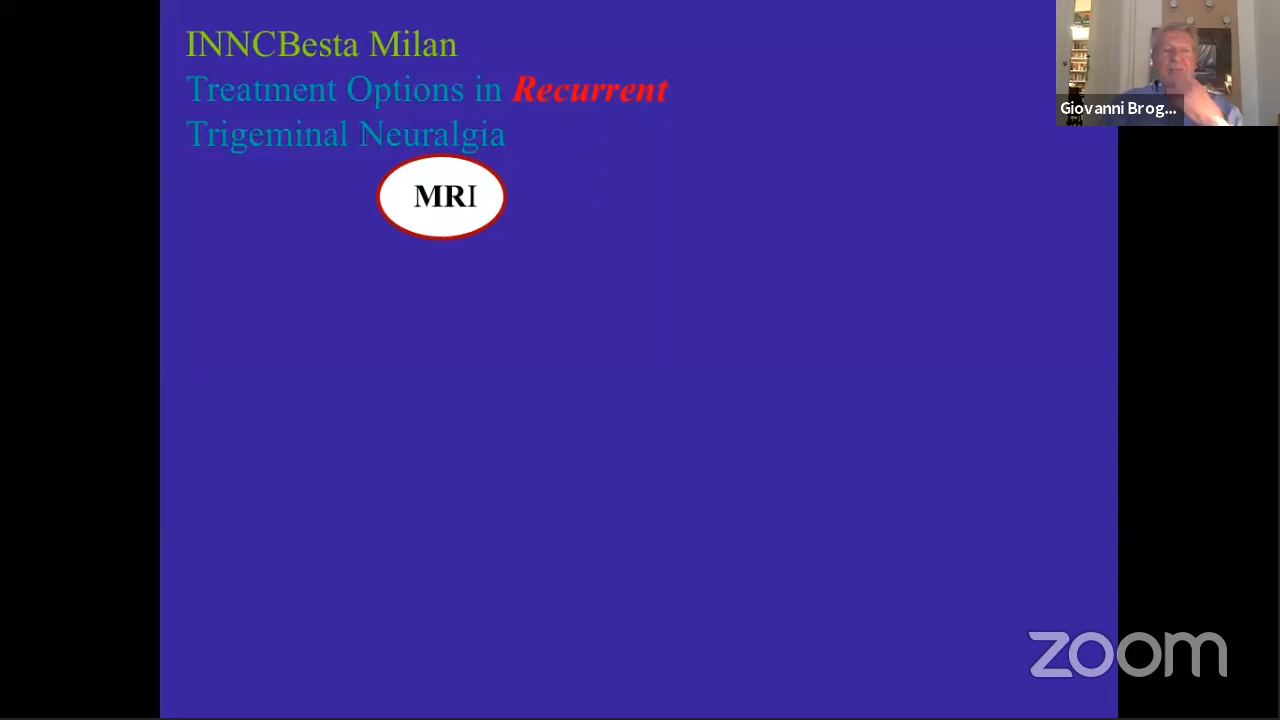 INNCBesta Milan
Treatment Options in Recurrent
Trigeminal Neuralgia
MRI
Giovanni Brog...
zoom